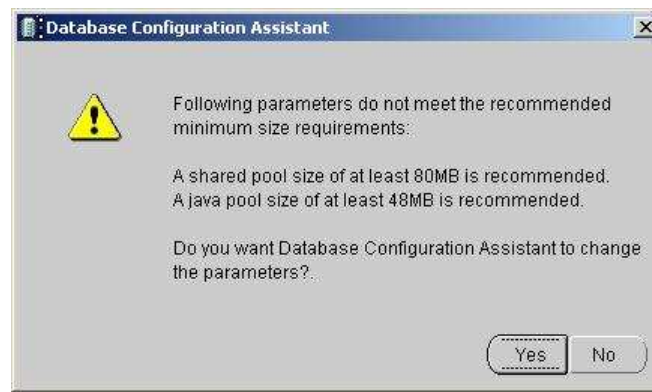 Database Configuration Assistant
Following parameters do not meet the recommended
minimum size requirements:
A shared pool size of at least 80MB is recommended.
A java pool size of at least 48MB is recommended.
Do you want Database Configuration Assistant to change
the parameters?.
Yes
No